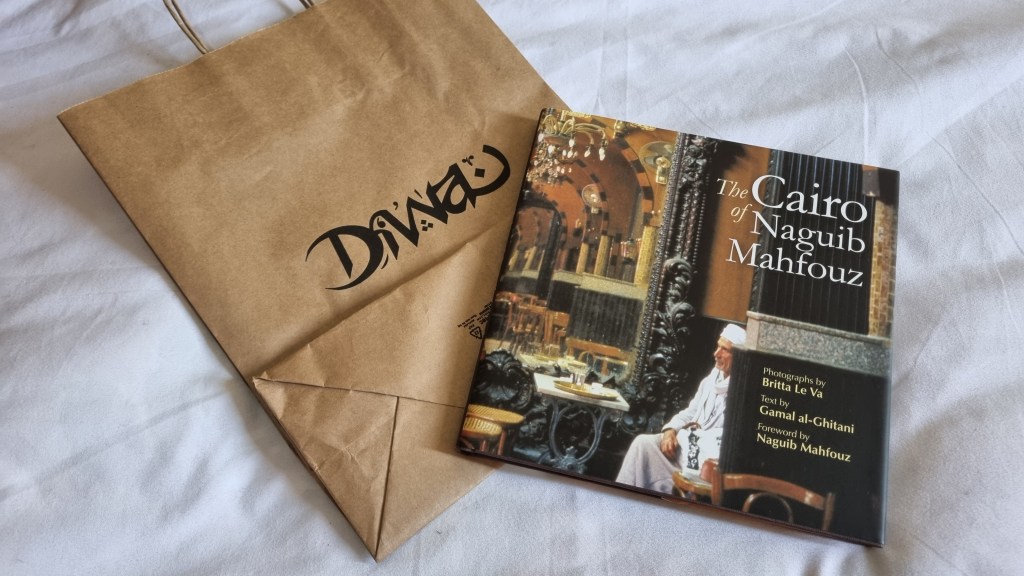 Diwan
The Cairo
of Naguib
Mahfouz
Photographs by
Britta Le Va
Text by
Gamal al-Ghitani
Foreword by
Naguib Mahfouz